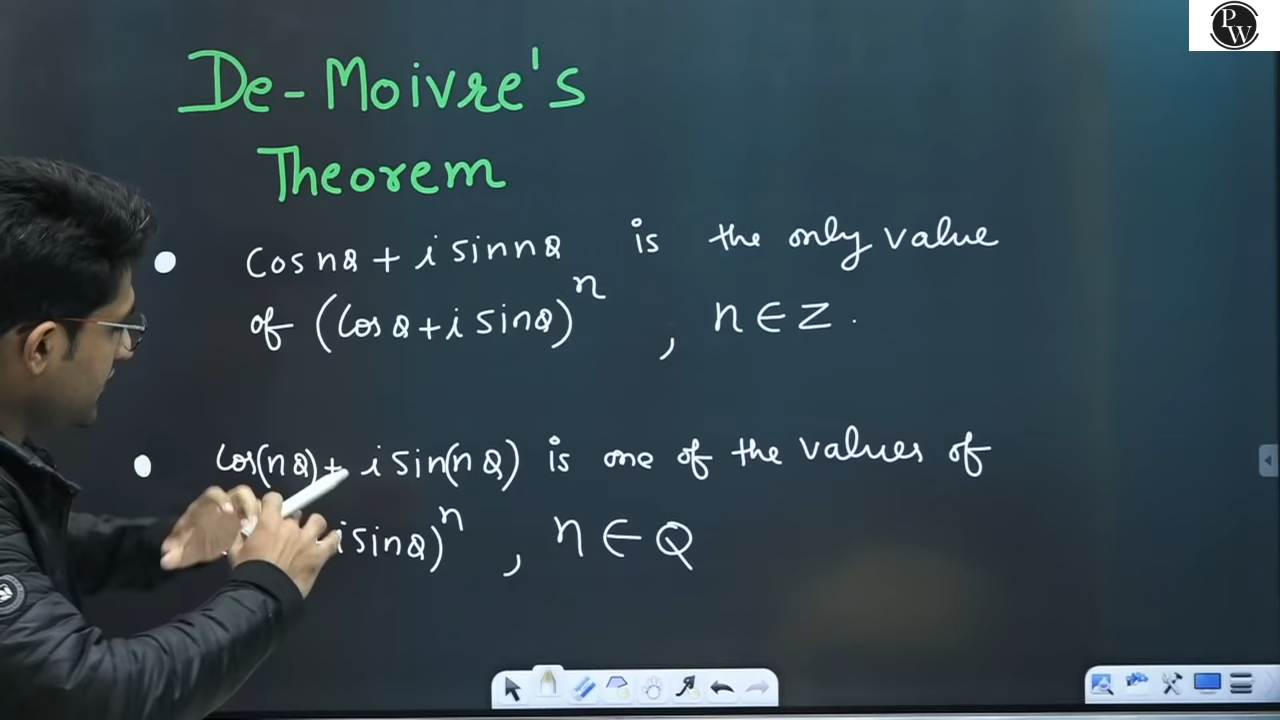 PW
De-Moivre's
Theorem
• Cos nθ + i sin nθ is the only value
of (Cos θ + i sin θ)^n , n ∈ Z.
• Cos(nθ) + i sin(nθ) is one of the values of
i sin θ)^n , n ∈ Q